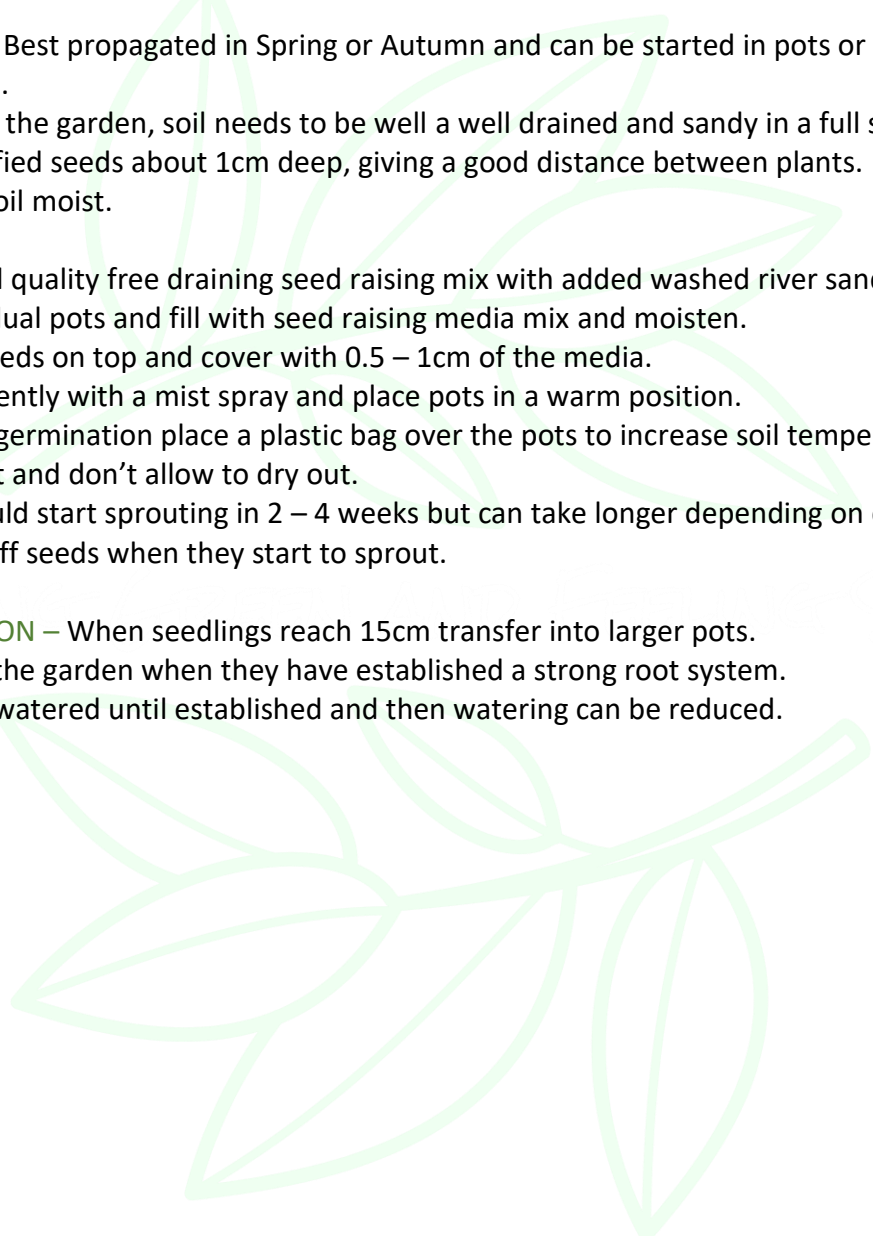 Best propagated in Spring or Autumn and can be started in pots or
.
the garden, soil needs to be well a well drained and sandy in a full s
fied seeds about 1cm deep, giving a good distance between plants.
oil moist.
l quality free draining seed raising mix with added washed river san
dual pots and fill with seed raising media mix and moisten.
eds on top and cover with 0.5 – 1cm of the media.
ently with a mist spray and place pots in a warm position.
germination place a plastic bag over the pots to increase soil tempe
t and don’t allow to dry out.
uld start sprouting in 2 – 4 weeks but can take longer depending on
ff seeds when they start to sprout.
ON – When seedlings reach 15cm transfer into larger pots.
the garden when they have established a strong root system.
watered until established and then watering can be reduced.